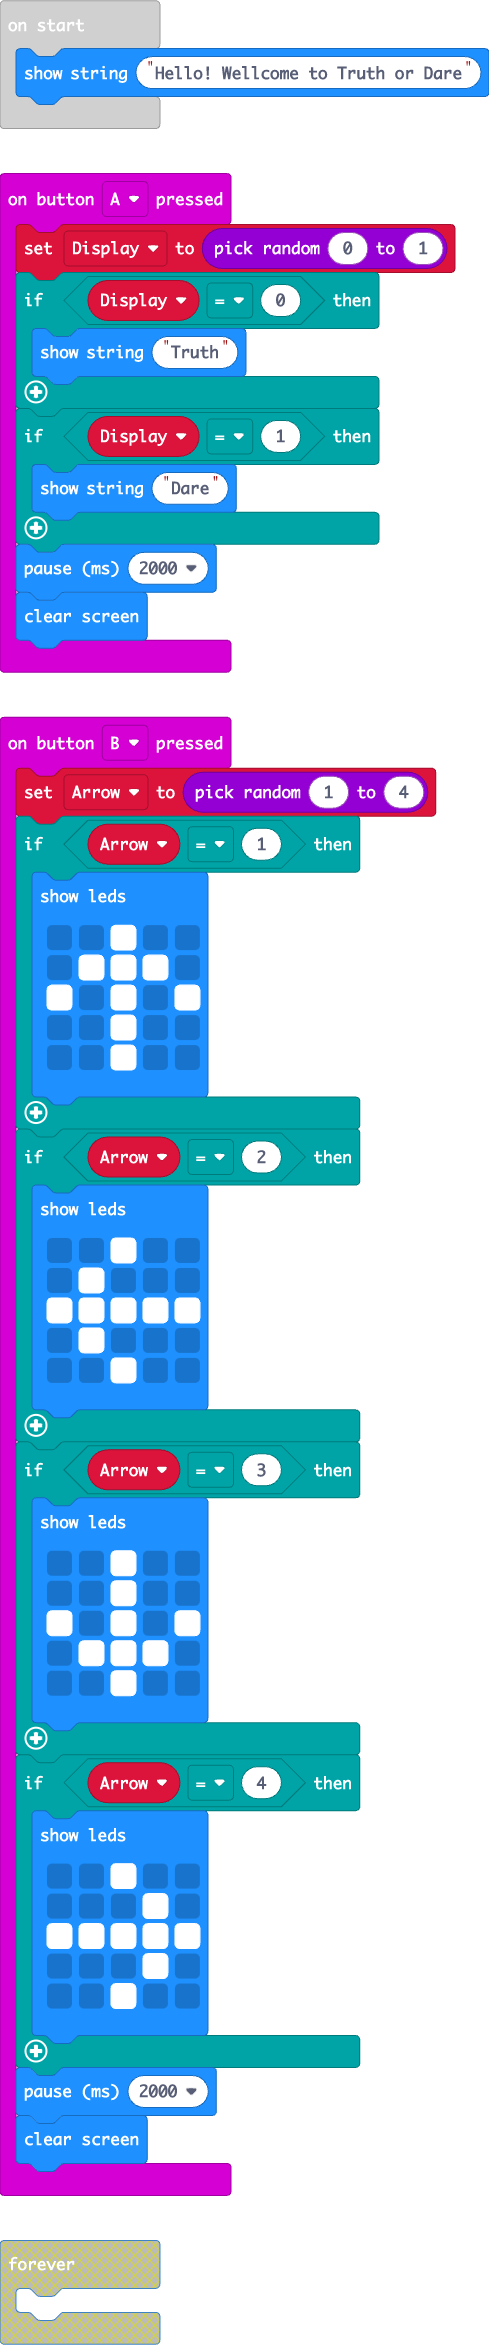 on start
show string "Hello! Wellcome to Truth or Dare"
on button A pressed
set Display to pick random 0 to 1
if Display = 0 then
show string "Truth"
if Display = 1 then
show string "Dare"
pause (ms) 2000
clear screen
on button B pressed
set Arrow to pick random 1 to 4
if Arrow = 1 then
show leds
if Arrow = 2 then
show leds
if Arrow = 3 then
show leds
if Arrow = 4 then
show leds
pause (ms) 2000
clear screen
forever